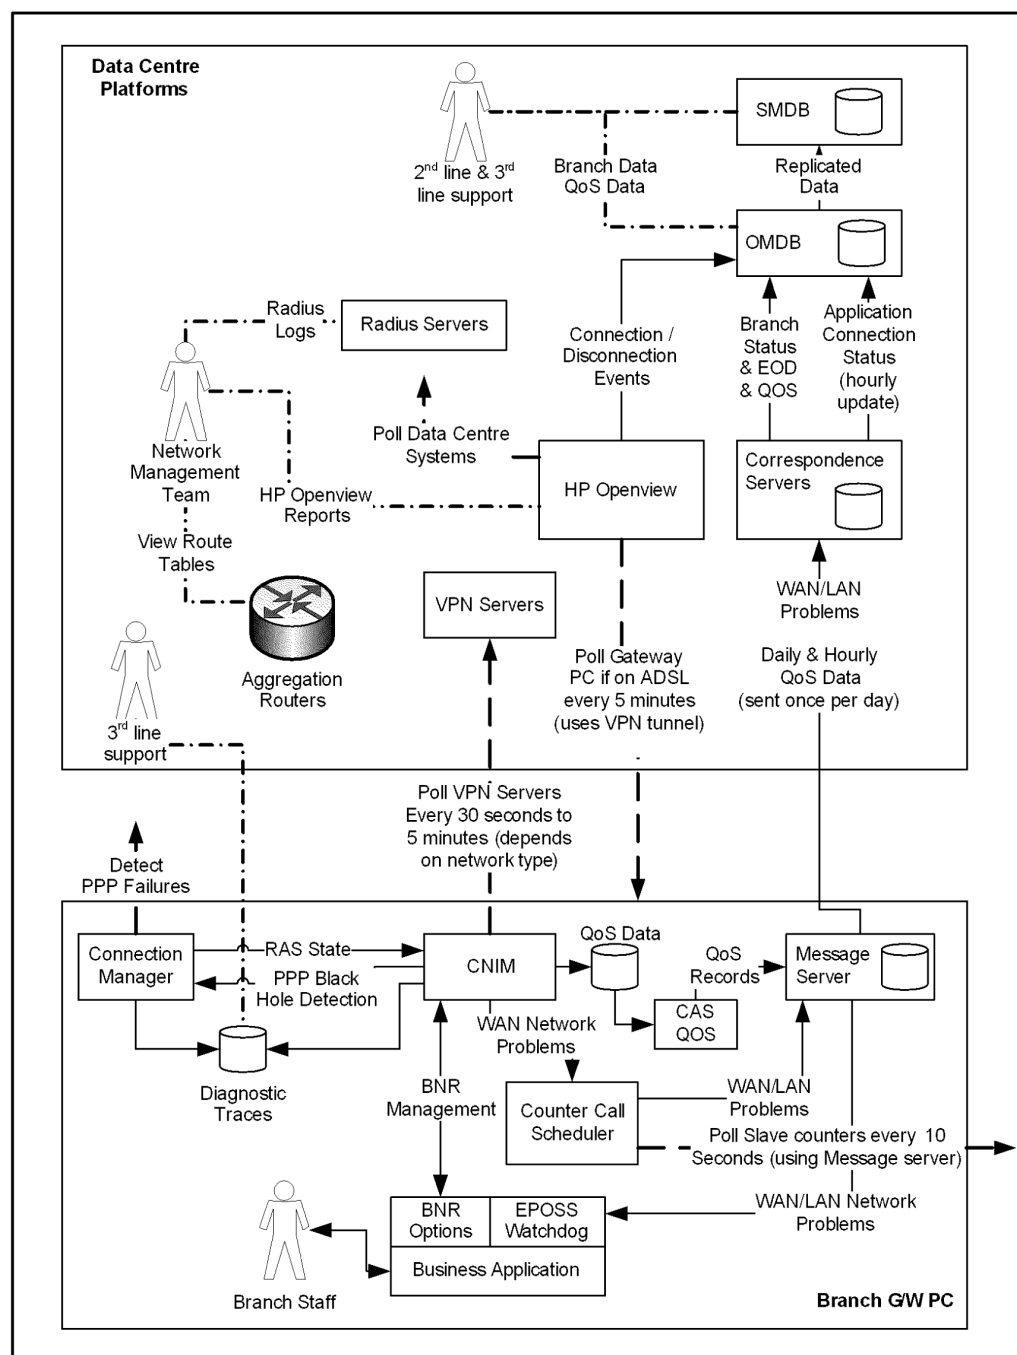 Data Centre
Platforms
SMDB
2nd line & 3rd
line support
Branch Data
QoS Data
Replicated
Data
OMDB
Radius
Logs
Radius Servers
Connection /
Disconnection
Events
Branch
Status
& EOD
& QOS
Application
Connection
Status
(hourly
update)
Network
Management
Team
Poll Data Centre
Systems
HP Openview
Reports
HP Openview
Correspondence
Servers
View Route
Tables
VPN Servers
WAN/LAN
Problems
Aggregation
Routers
Poll Gateway
PC if on ADSL
every 5 minutes
(uses VPN tunnel)
Daily & Hourly
QoS Data
(sent once per day)
3rd line
support
Poll VPN Servers
Every 30 seconds to
5 minutes (depends
on network type)
Detect
PPP Failures
Connection
Manager
RAS State
PPP Black
Hole Detection
CNIM
QoS Data
QoS
Records
Message
Server
CAS
QOS
WAN Network
Problems
Diagnostic
Traces
BNR
Management
Counter Call
Scheduler
WAN/LAN
Problems
Poll Slave counters every 10
Seconds (using Message server)
BNR
Options
EPOSS
Watchdog
WAN/LAN Network
Problems
Business Application
Branch Staff
Branch G/W PC